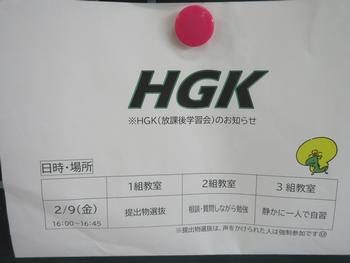 HGK
※HGK(放課後学習会)のお知らせ
日時・場所
1組教室 2組教室 3組教室
2/9(金) 提出物選抜 相談・質問しながら勉強 静かに一人で自習
16:00~16:45
※提出物選抜は、声をかけられた人は強制参加です